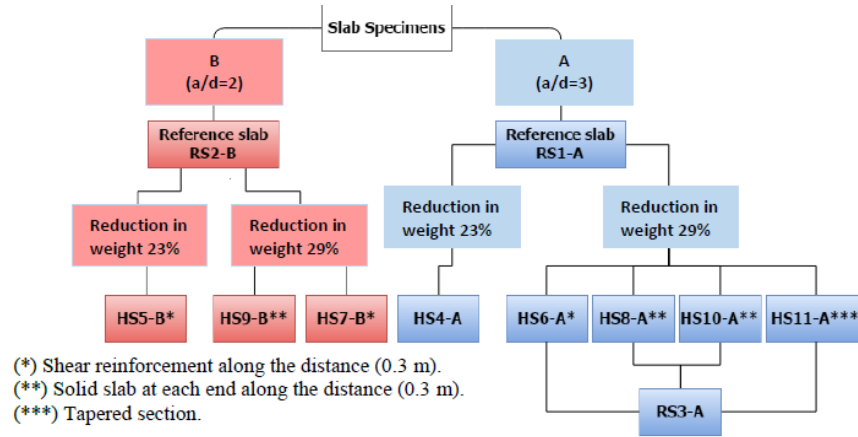 Slab Specimens
B
(a/d=2)
A
(a/d=3)
Reference slab
RS2-B
Reference slab
RS1-A
Reduction in
weight 23%
Reduction in
weight 29%
Reduction in
weight 23%
Reduction in
weight 29%
HS5-B*
HS9-B**
HS7-B*
HS4-A
HS6-A*
HS8-A**
HS10-A**
HS11-A***
RS3-A
(*) Shear reinforcement along the distance (0.3 m).
(**) Solid slab at each end along the distance (0.3 m).
(***) Tapered section.